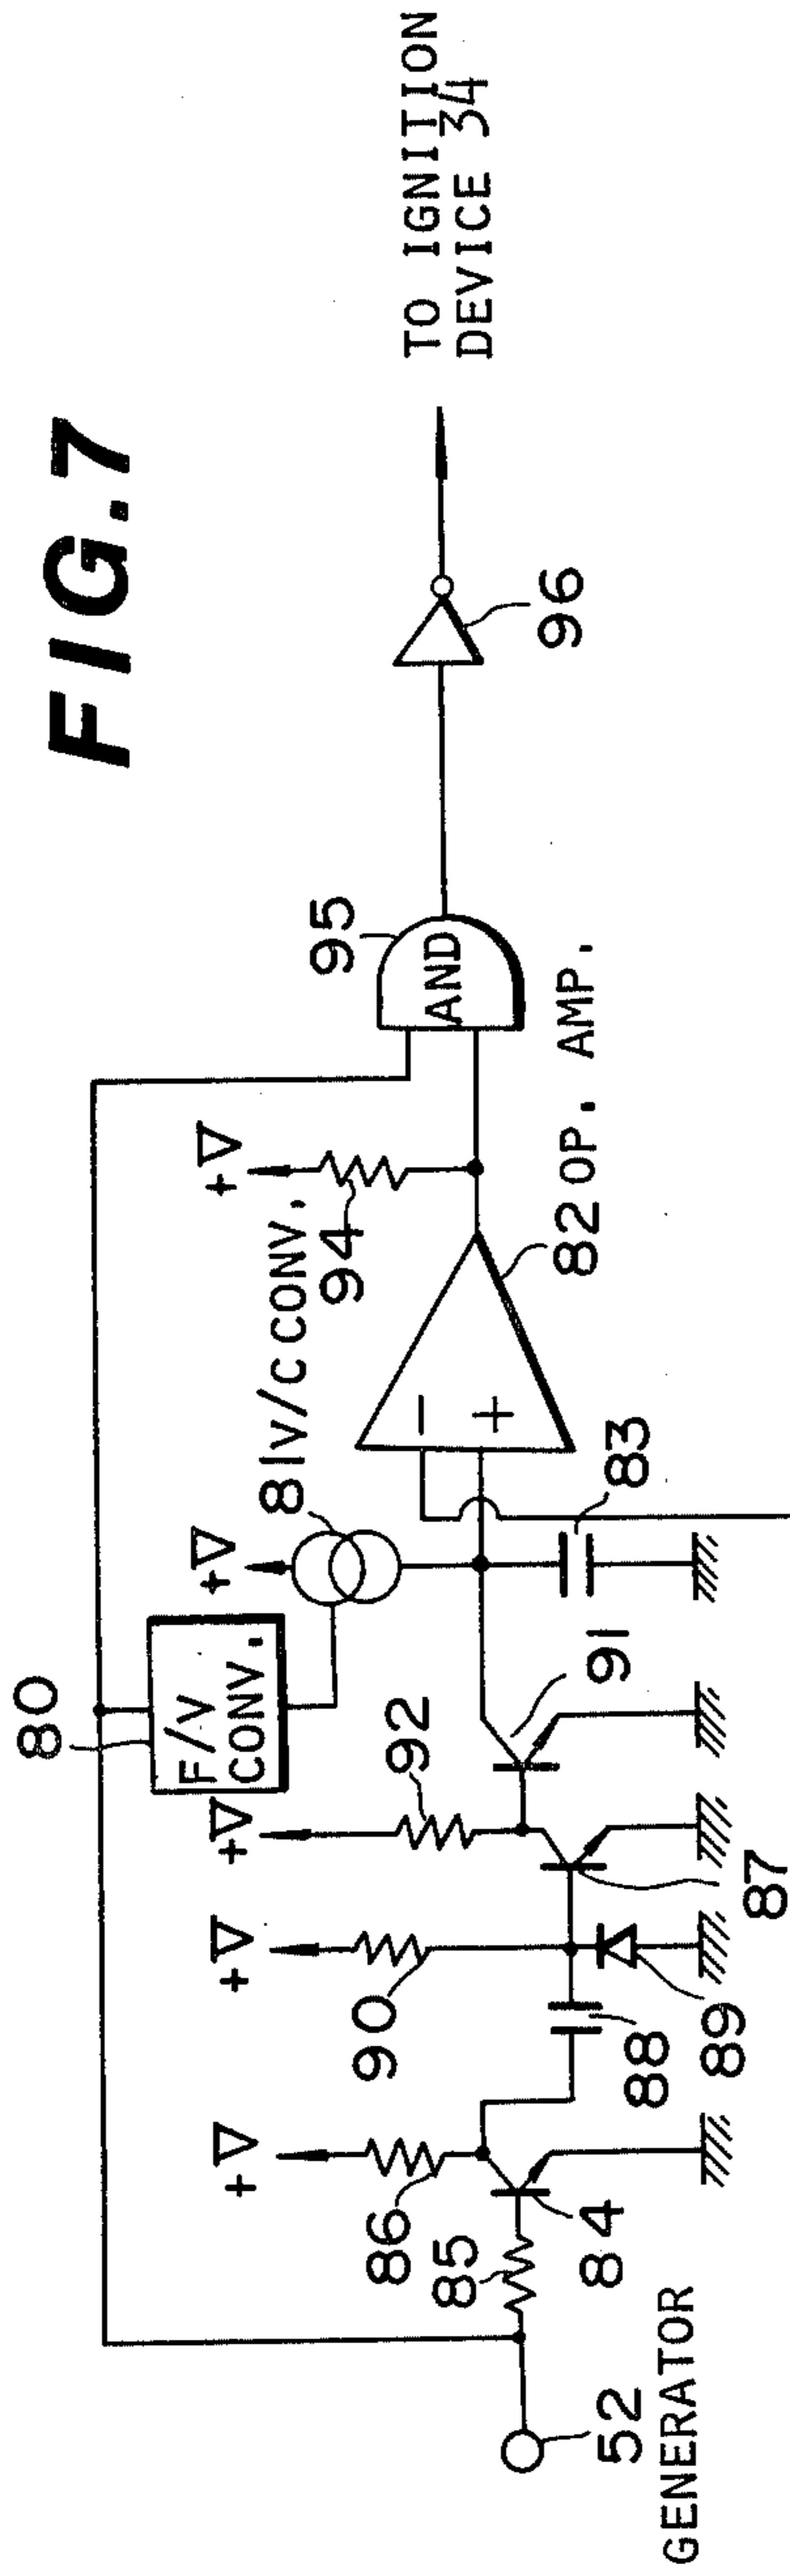 FIG.7
80
F/V
CONV.
+V
+V
+V
+V
+V
+V
81 V/C CONV.
95
AND
TO IGNITION
DEVICE 34
86
85
90
92
94
-
+
96
84
88
89
87
91
83
82 OP. AMP.
52
GENERATOR